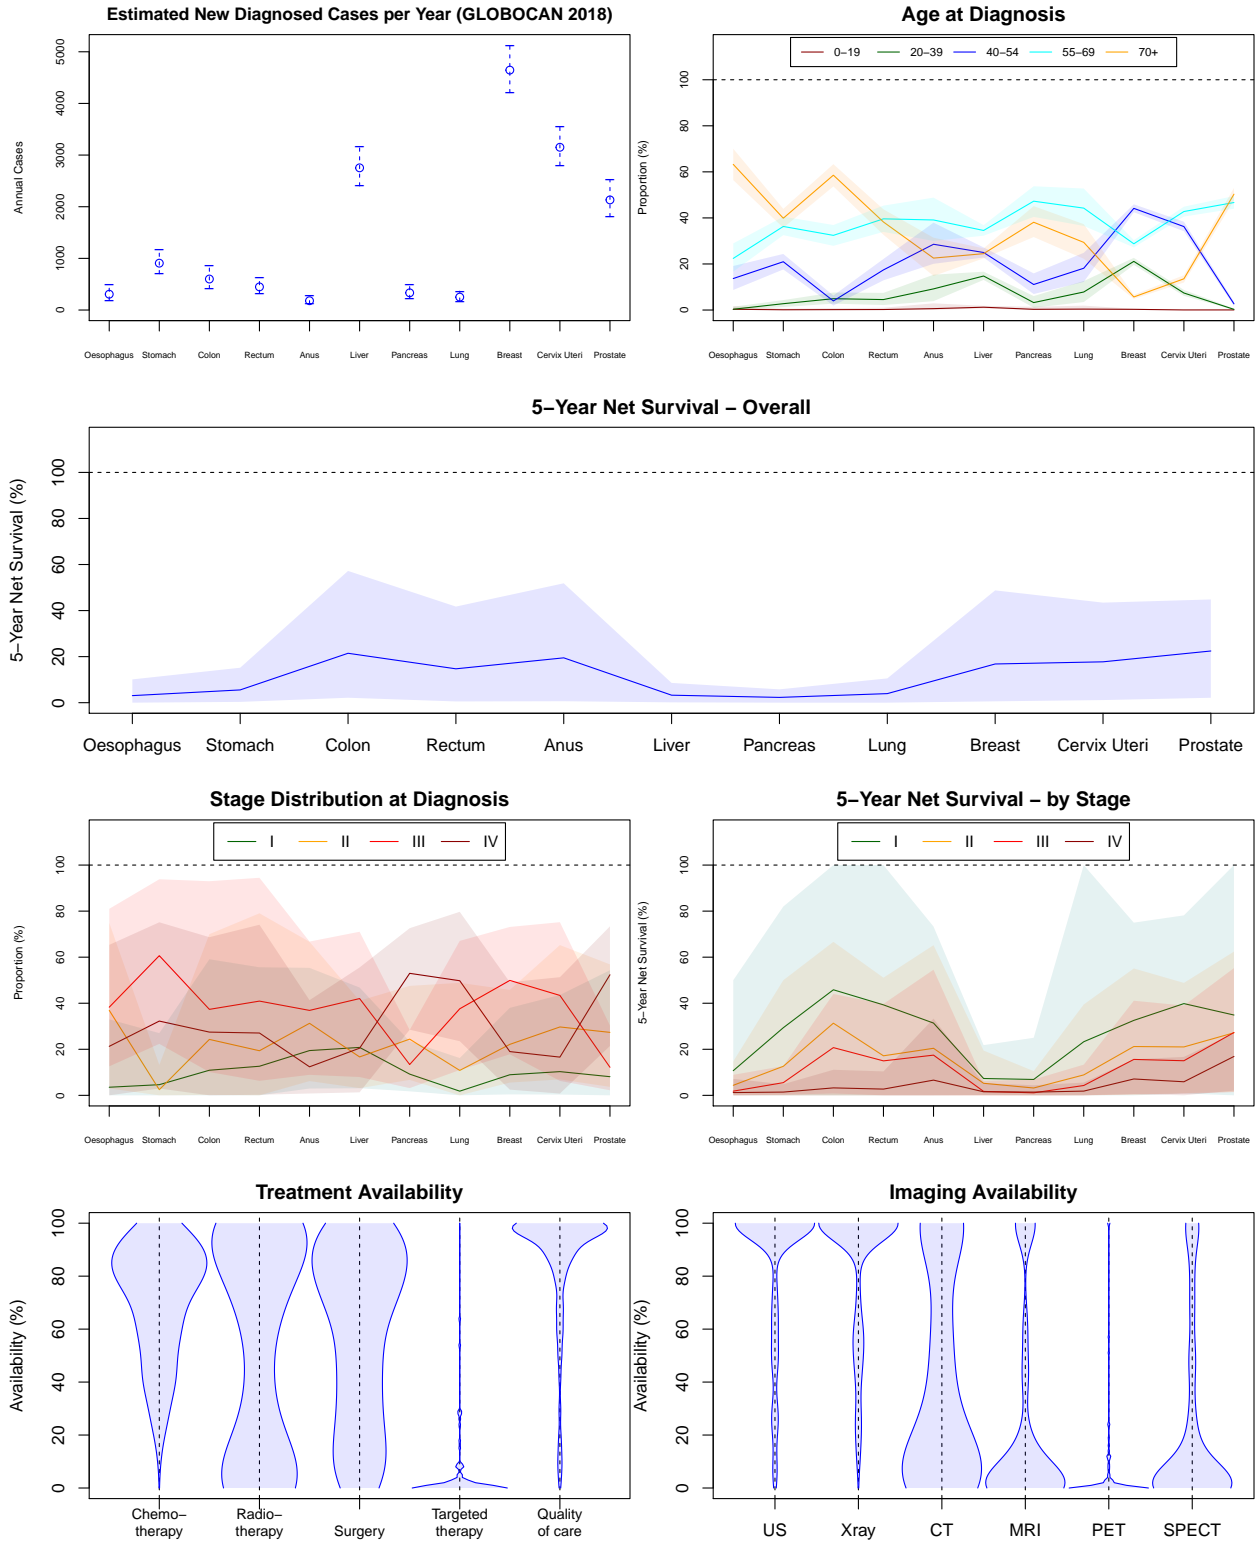 Estimated New Diagnosed Cases per Year (GLOBOCAN 2018)
Annual Cases
5000
4000
3000
2000
1000
0
Oesophagus Stomach Colon Rectum Anus Liver Pancreas Lung Breast Cervix Uteri Prostate
Age at Diagnosis
0–19 20–39 40–54 55–69 70+
Proportion (%)
100
80
60
40
20
0
Oesophagus Stomach Colon Rectum Anus Liver Pancreas Lung Breast Cervix Uteri Prostate
5–Year Net Survival – Overall
5–Year Net Survival (%)
100
80
60
40
20
0
Oesophagus Stomach Colon Rectum Anus Liver Pancreas Lung Breast Cervix Uteri Prostate
Stage Distribution at Diagnosis
I II III IV
Proportion (%)
100
80
60
40
20
0
Oesophagus Stomach Colon Rectum Anus Liver Pancreas Lung Breast Cervix Uteri Prostate
5–Year Net Survival – by Stage
I II III IV
5–Year Net Survival (%)
100
80
60
40
20
0
Oesophagus Stomach Colon Rectum Anus Liver Pancreas Lung Breast Cervix Uteri Prostate
Treatment Availability
Availability (%)
100
80
60
40
20
0
Chemo–
therapy
Radio–
therapy
Surgery
Targeted
therapy
Quality
of care
Imaging Availability
Availability (%)
100
80
60
40
20
0
US Xray CT MRI PET SPECT